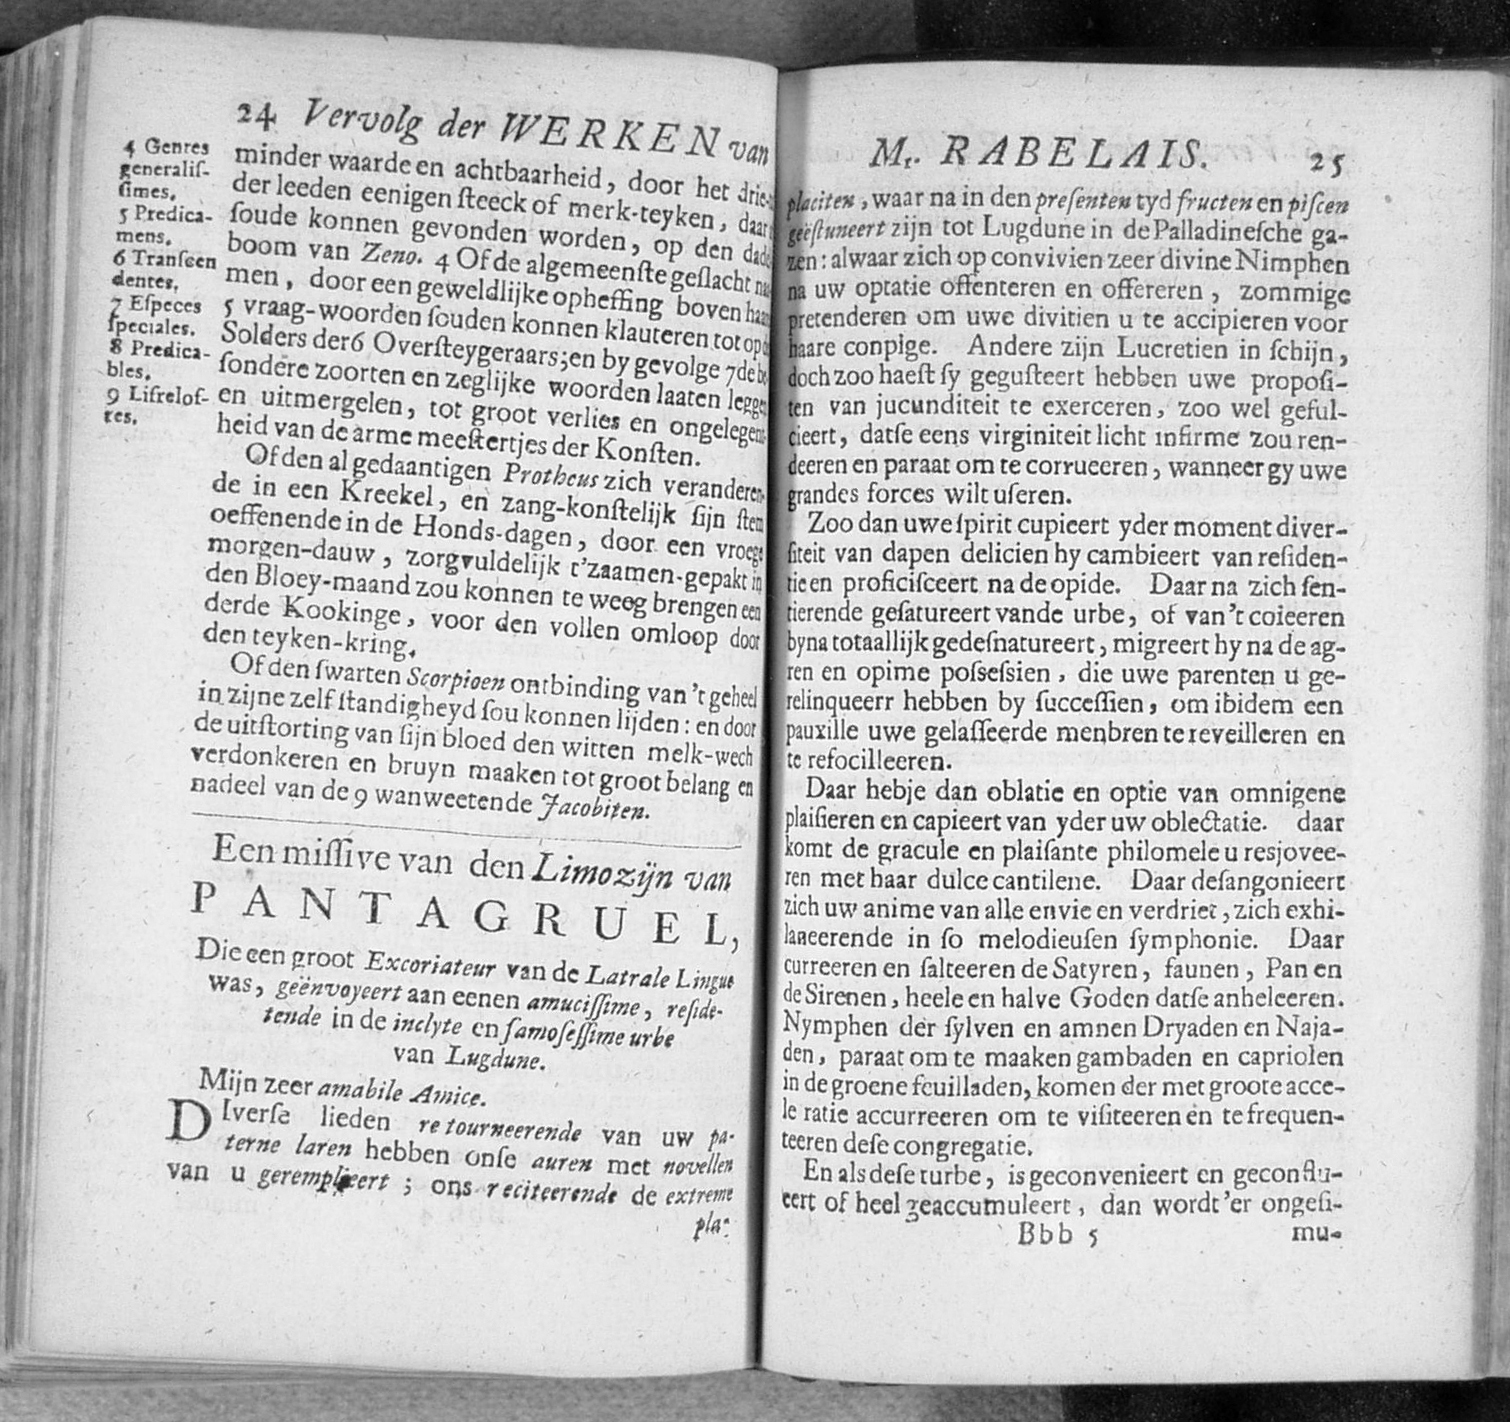 24 Vervolg der WERKEN van
4 Genres
generaliſ-
ſimes.
5 Predica-
mens.
6 Tranſcen
dentes.
7 Eſpeces
ſpeciales.
8 Predica-
bles.
9 Lifreloſ-
res.
minder waarde en achtbaarheid, door het drie-
der leeden eenigen ſteeck of merk-teyken, daar
ſoude konnen gevonden worden, op den dade
boom van Zeno. 4 Of de algemeenſte geſlacht na
men, door een geweldlijke opheffing boven haar
5 vraag-woorden ſouden konnen klauteren tot op
Solders der 6 Overſteygeraars; en by gevolge 7 de be
ſondere zoorten en zeglijke woorden laaten leggen
en uitmergelen, tot groot verlies en ongelegent
heid van de arme meeſtertjes der Konſten.
Of den al gedaantigen Protheus zich veranderen-
de in een Kreekel, en zang-konſtelijk ſijn ſtem
oeffenende in de Honds-dagen, door een vroege
morgen-dauw, zorgvuldelijk t'zaamen-gepakt in
den Bloey-maand zou konnen te weeg brengen een
derde Kookinge, voor den vollen omloop door
den teyken-kring.
Of den ſwarten Scorpioen ontbinding van 't geheel
in zijne zelf ſtandigheyd ſou konnen lijden: en door
de uitſtorting van ſijn bloed den witten melk-wech
verdonkeren en bruyn maaken tot groot belang en
nadeel van de 9 wanweetende Jacobiten.
Een miſſive van den Limozijn van
PANTAGRUEL,
Die een groot Excoriateur van de Latrale Lingue
was, geënvoyeert aan eenen amuciſſime, reſide-
tende in de inclyte en famoſeſſime urbe
van Lugdune.
Mijn zeer amabile Amice.
DIverſe lieden retourneerende van uw pa-
terne laren hebben onſe auren met novellen
van u gerempleert; ons reciteerende de extreme
pla-
Mr. RABELAIS. 25
placiten, waar na in den preſenten tyd fructen en piſcen
geëſtuneert zijn tot Lugdune in de Palladineſche ga-
zen: alwaar zich op convivien zeer divine Nimphen
na uw optatie offenteren en offereren, zommige
pretenderen om uwe divitien u te accipieren voor
haare conpige. Andere zijn Lucretien in ſchijn,
doch zoo haeſt ſy geguſteert hebben uwe propoſi-
ten van jucunditeit te exerceren, zoo wel geful-
cieert, datſe eens virginiteit licht infirme zou ren-
deeren en paraat om te corrueeren, wanneer gy uwe
grandes forces wilt uſeren.
Zoo dan uwe ſpirit cupieert yder moment diver-
ſiteit van dapen delicien hy cambieert van reſiden-
tie en proficiſceert na de opide. Daar na zich ſen-
tierende geſatureert vande urbe, of van't coieeren
byna totaallijk gedeſnatureert, migreert hy na de ag-
ren en opime poſseſsien, die uwe parenten u ge-
relinqueerr hebben by ſucceſſien, om ibidem een
pauxille uwe gelaſſeerde menbren te reveilleren en
te refocilleeren.
Daar hebje dan oblatie en optie van omnigene
plaiſieren en capieert van yder uw oblectatie. daar
komt de gracule en plaiſante philomele u resjovee-
ren met haar dulce cantilene. Daar deſangonieert
zich uw anime van alle envie en verdriet, zich exhi-
laneerende in ſo melodieuſen ſymphonie. Daar
curreeren en ſalteeren de Satyren, faunen, Pan en
de Sirenen, heele en halve Goden datſe anheleeren.
Nymphen der ſylven en amnen Dryaden en Naja-
den, paraat om te maaken gambaden en capriolen
in de groene feuilladen, komen der met groote acce-
le ratie accurreeren om te viſiteeren en te frequen-
teeren deſe congregatie.
En als deſe turbe, is geconvenieert en geconflu-
eert of heel geaccumuleert, dan wordt'er ongeſi-
Bbb 5 mu-